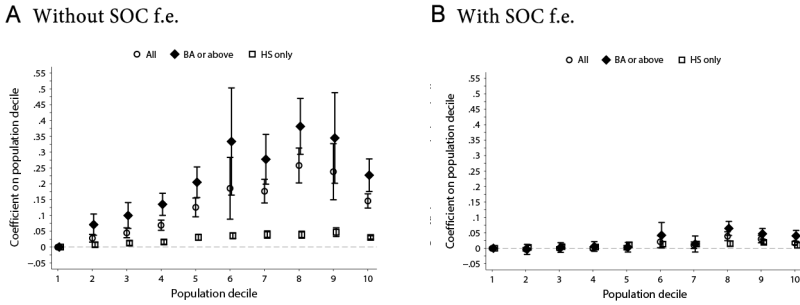 A Without SOC f.e.
All BA or above HS only
Coefficient on population decile
.55
.5
.45
.4
.35
.3
.25
.2
.15
.1
.05
0
-.05
1 2 3 4 5 6 7 8 9 10
Population decile
B With SOC f.e.
All BA or above HS only
Coefficient on population decile
.55
.5
.45
.4
.35
.3
.25
.2
.15
.1
.05
0
-.05
1 2 3 4 5 6 7 8 9 10
Population decile